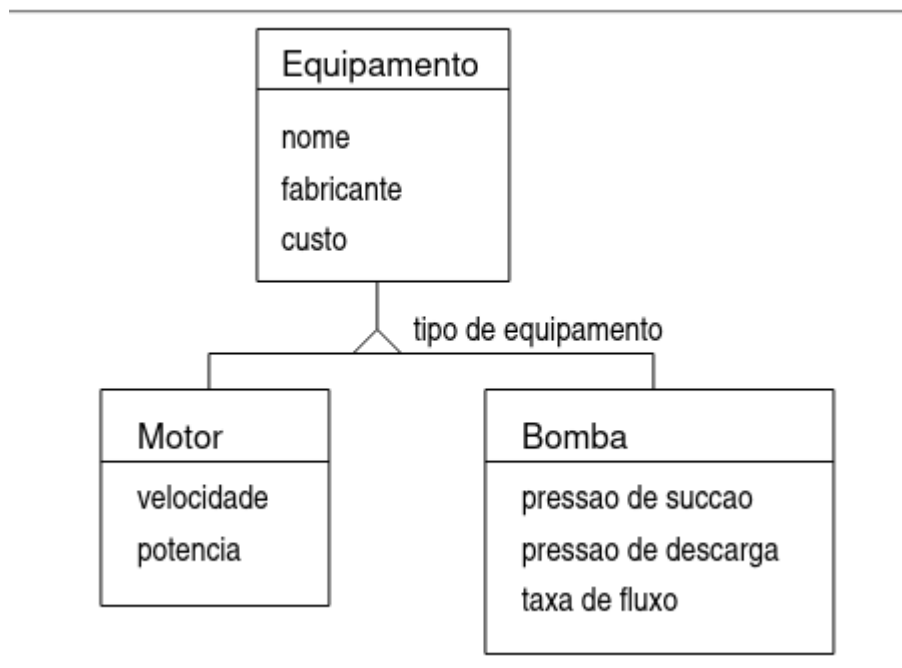 Equipamento
nome
fabricante
custo
tipo de equipamento
Motor
velocidade
potencia
Bomba
pressao de succao
pressao de descarga
taxa de fluxo